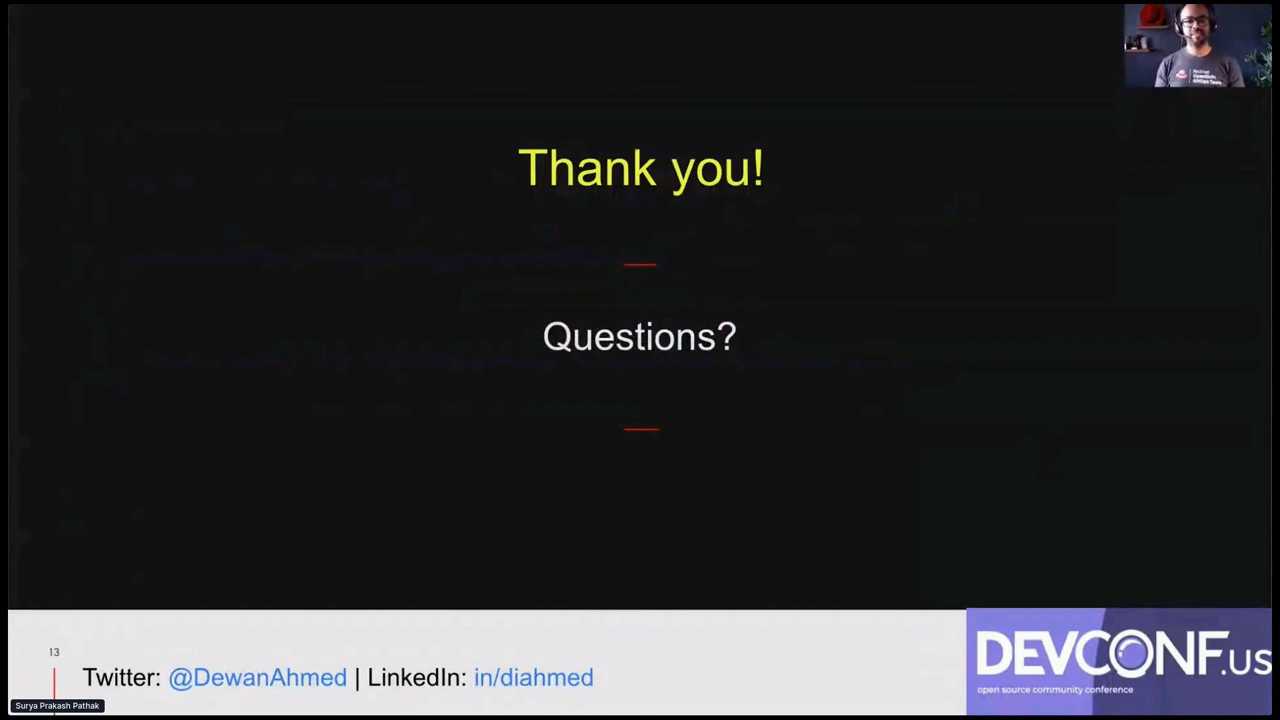 Thank you!
Questions?
13
Twitter: @DewanAhmed | LinkedIn: in/diahmed
DEVCONF.us
open source community conference
Surya Prakash Pathak